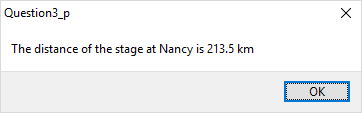 Question3_p
The distance of the stage at Nancy is 213.5 km
OK